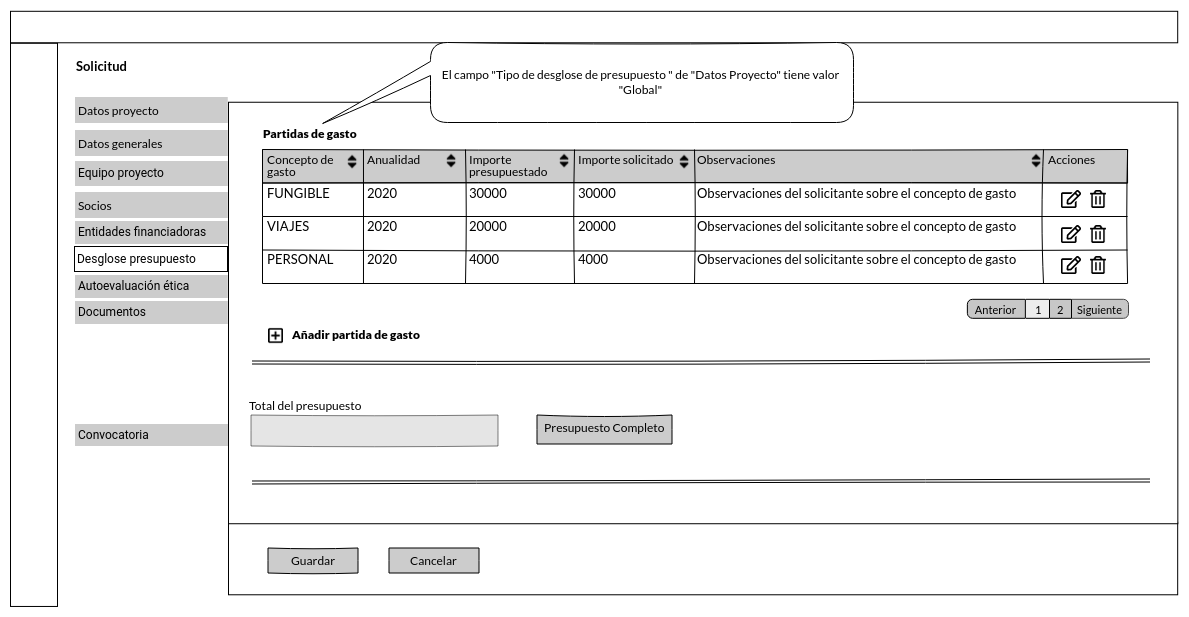 Solicitud
El campo "Tipo de desglose de presupuesto " de "Datos Proyecto" tiene valor
"Global"
Datos proyecto
Datos generales
Equipo proyecto
Socios
Entidades financiadoras
Desglose presupuesto
Autoevaluación ética
Documentos
Convocatoria
Partidas de gasto
Concepto de gasto Anualidad Importe presupuestado Importe solicitado Observaciones Acciones
FUNGIBLE 2020 30000 30000 Observaciones del solicitante sobre el concepto de gasto
VIAJES 2020 20000 20000 Observaciones del solicitante sobre el concepto de gasto
PERSONAL 2020 4000 4000 Observaciones del solicitante sobre el concepto de gasto
Anterior 1 2 Siguiente
Añadir partida de gasto
Total del presupuesto
Presupuesto Completo
Guardar Cancelar